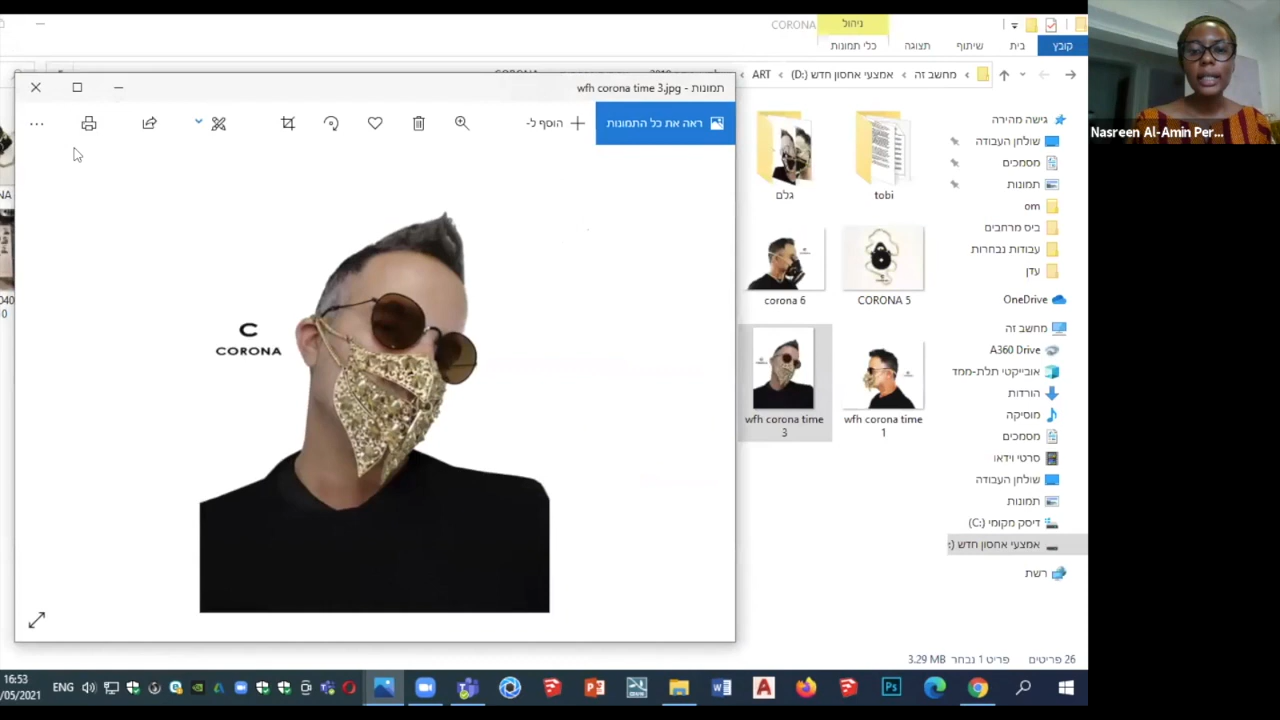 CORONA
ניהול
קובץ
בית
שיתוף
תצוגה
כלי תמונות
מחשב זה
אמצעי אחסון חדש (D:)
ART
תמונות - wfh corona time 3.jpg
ראה את כל התמונות
הוסף ל-
C
CORONA
גלם
tobi
corona 6
CORONA 5
wfh corona time
3
wfh corona time
1
גישה מהירה
שולחן העבודה
מסמכים
תמונות
om
ביס מרחבים
עבודות נבחרות
עדן
OneDrive
מחשב זה
A360 Drive
אובייקטי תלת-ממד
הורדות
מוסיקה
מסמכים
סרטי וידאו
שולחן העבודה
תמונות
דיסק מקומי (C:)
אמצעי אחסון חדש (:
רשת
26 פריטים
פריט 1 נבחר
3.29 MB
16:53
/05/2021
ENG
Nasreen Al-Amin Per...